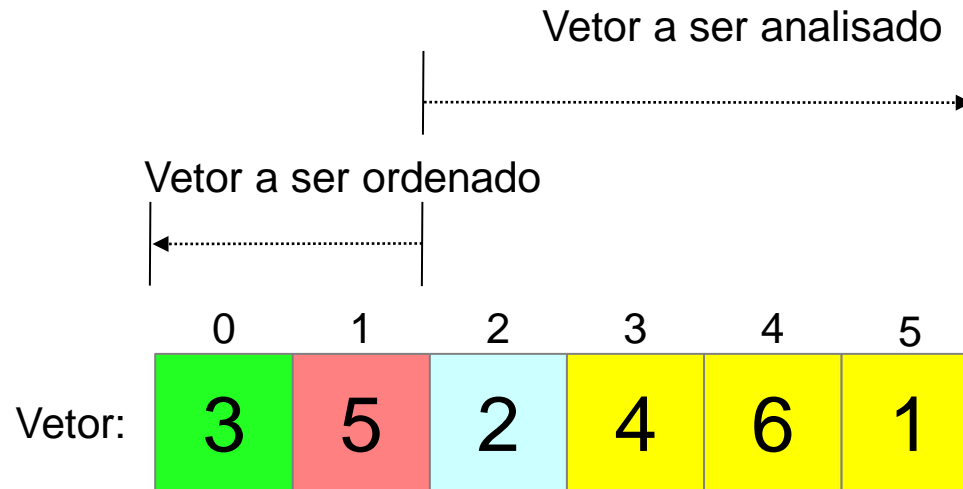 Vetor a ser analisado
Vetor a ser ordenado
0 1 2 3 4 5
Vetor: 3 5 2 4 6 1